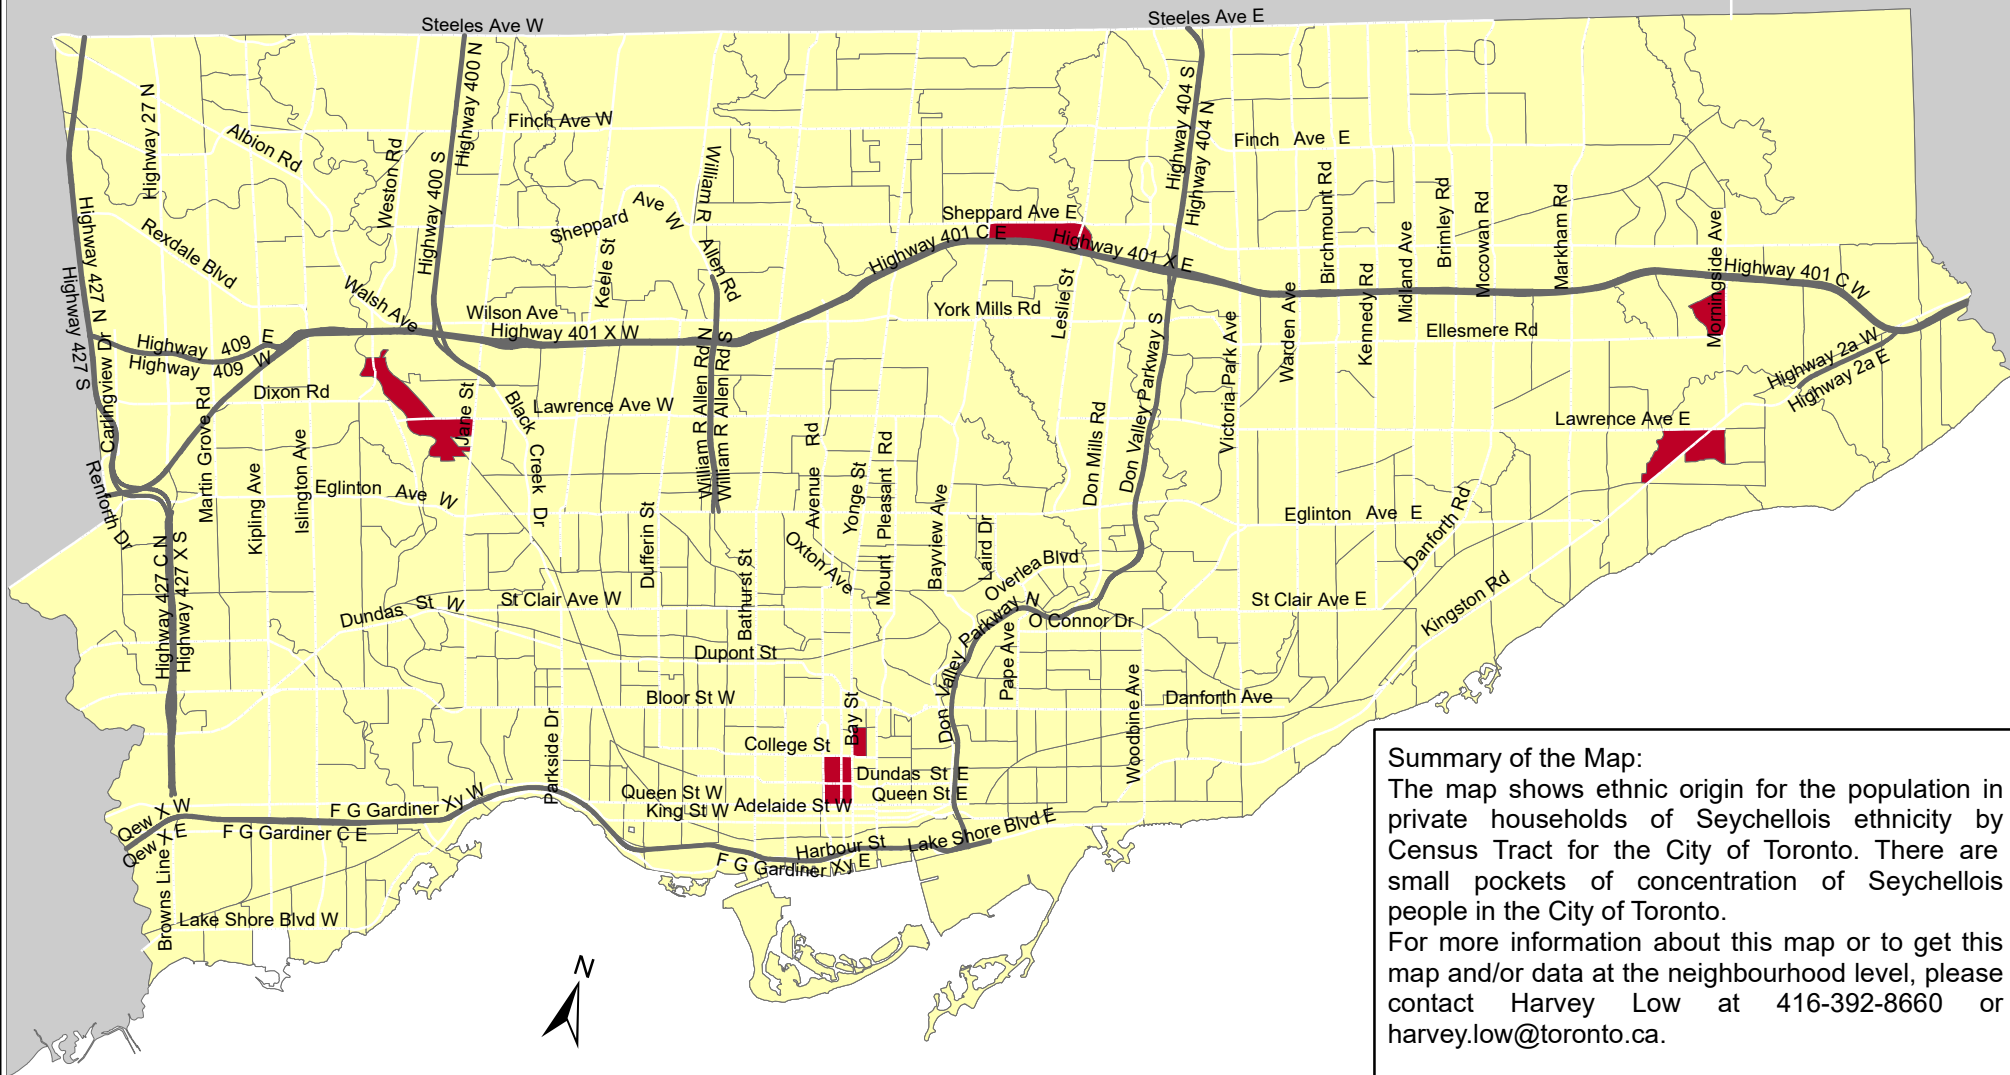 Steeles Ave W
Steeles Ave E
Highway 400 N
Highway 404 S
Highway 27 N
Finch Ave W
Highway 404 N
Albion Rd
Finch Ave E
Weston Rd
Highway 400 S
William R Allen Rd
Birchmount Rd
Brimley Rd
Mccowan Rd
Markham Rd
Sheppard Ave W
Sheppard Ave E
Morningside Ave
Highway 427 N
Rexdale Blvd
Keele St
Highway 401 C E
Highway 401 X E
Midland Ave
Highway 401 C W
Highway 427 S
Walsh Ave
Wilson Ave
York Mills Rd
Leslie St
Warden Ave
Kennedy Rd
Ellesmere Rd
Highway 409 E
Highway 409 W
Highway 401 X W
William R Allen Rd N
William R Allen Rd S
Don Valley Parkway S
Victoria Park Ave
Highway 2a W
Highway 2a E
Carlingview Dr
Dixon Rd
Martin Grove Rd
Jane St
Black Creek Dr
Lawrence Ave W
Lawrence Ave E
Avenue Rd
Yonge St
Mount Pleasant Rd
Don Mills Rd
Renforth Dr
Kipling Ave
Islington Ave
Eglinton Ave W
Eglinton Ave E
Dufferin St
Bayview Ave
Laird Dr
Danforth Rd
Highway 427 C N
Highway 427 X S
Bathurst St
Oxton Ave
Overlea Blvd
Dundas St W
St Clair Ave W
St Clair Ave E
Kingston Rd
Don Valley Parkway N
O Connor Dr
Pape Ave
Dupont St
Bloor St W
Danforth Ave
Woodbine Ave
Parkside Dr
Bay St
College St
Dundas St E
Queen St W
Queen St E
King St W
Adelaide St W
Qew X W
Qew X E
F G Gardiner Xy W
F G Gardiner C E
Harbour St
Lake Shore Blvd E
F G Gardiner Xy E
Browns Line
Lake Shore Blvd W
N
Summary of the Map:
The map shows ethnic origin for the population in
private households of Seychellois ethnicity by
Census Tract for the City of Toronto. There are
small pockets of concentration of Seychellois
people in the City of Toronto.
For more information about this map or to get this
map and/or data at the neighbourhood level, please
contact Harvey Low at 416-392-8660 or
harvey.low@toronto.ca.